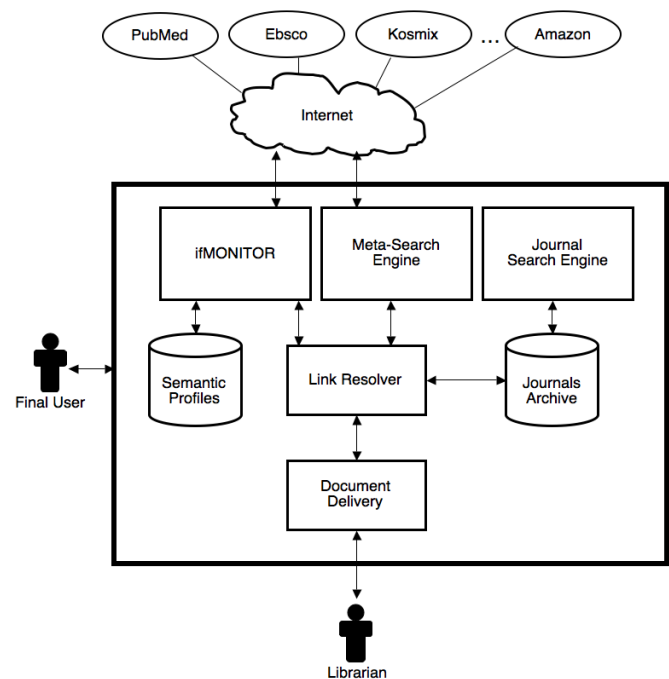 PubMed
Ebsco
Kosmix
...
Amazon
Internet
ifMONITOR
Meta-Search
Engine
Journal
Search Engine
Semantic
Profiles
Link Resolver
Journals
Archive
Final User
Document
Delivery
Librarian